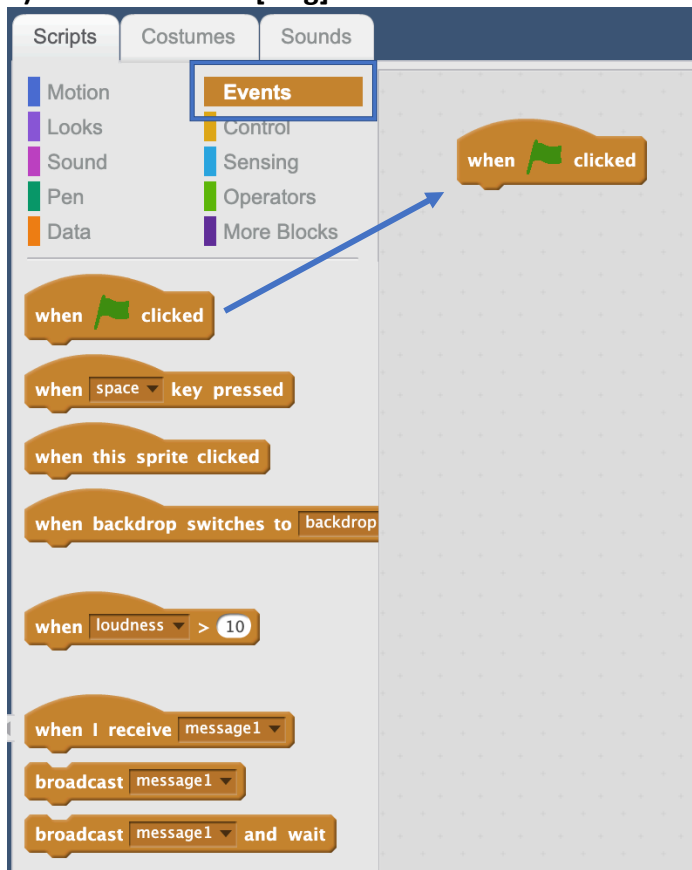 Scripts Costumes Sounds
Motion Events
Looks Control
Sound Sensing
Pen Operators
Data More Blocks
when clicked
when clicked
when space key pressed
when this sprite clicked
when backdrop switches to backdrop
when loudness > 10
when I receive message1
broadcast message1
broadcast message1 and wait